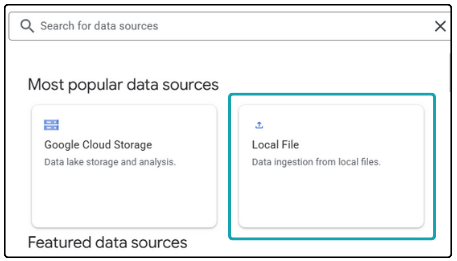 Search for data sources
Most popular data sources
Google Cloud Storage
Data lake storage and analysis.
Local File
Data ingestion from local files.
Featured data sources